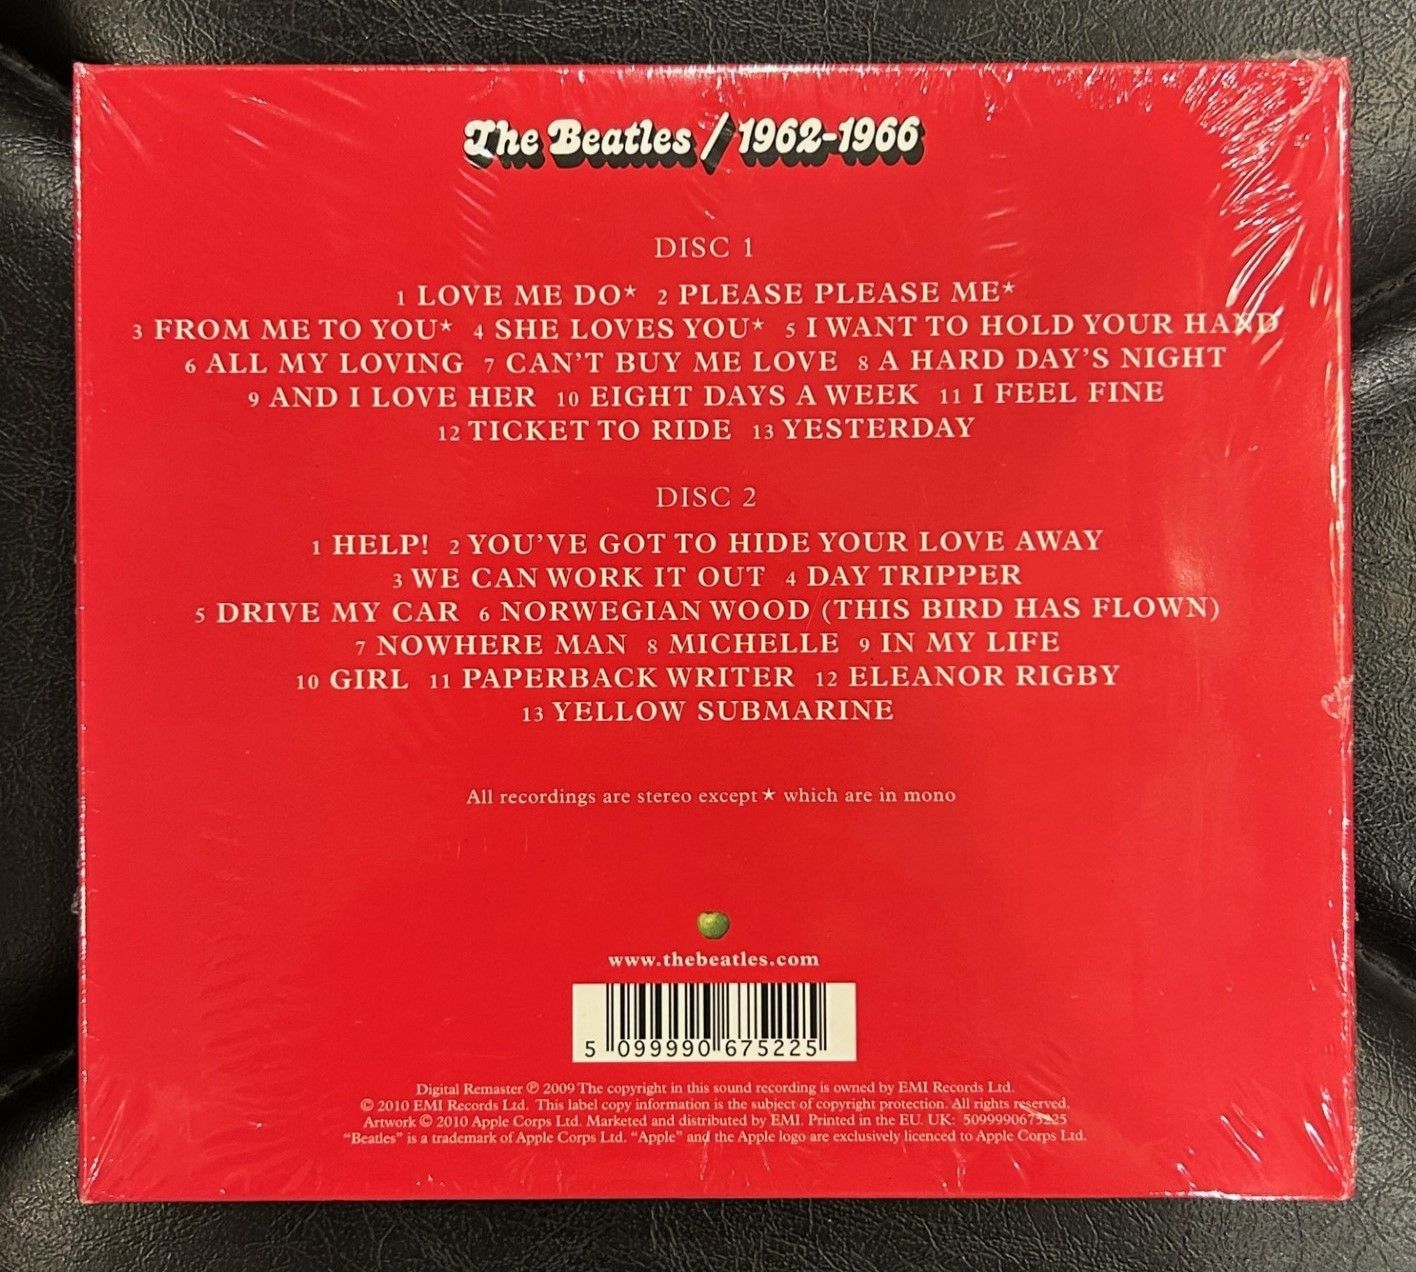 The Beatles / 1962-1966
DISC 1
1 LOVE ME DO★ 2 PLEASE PLEASE ME★
3 FROM ME TO YOU★ 4 SHE LOVES YOU★ 5 I WANT TO HOLD YOUR HAND
6 ALL MY LOVING 7 CAN'T BUY ME LOVE 8 A HARD DAY'S NIGHT
9 AND I LOVE HER 10 EIGHT DAYS A WEEK 11 I FEEL FINE
12 TICKET TO RIDE 13 YESTERDAY
DISC 2
1 HELP! 2 YOU'VE GOT TO HIDE YOUR LOVE AWAY
3 WE CAN WORK IT OUT 4 DAY TRIPPER
5 DRIVE MY CAR 6 NORWEGIAN WOOD (THIS BIRD HAS FLOWN)
7 NOWHERE MAN 8 MICHELLE 9 IN MY LIFE
10 GIRL 11 PAPERBACK WRITER 12 ELEANOR RIGBY
13 YELLOW SUBMARINE
All recordings are stereo except ★ which are in mono
www.thebeatles.com
5 099990 675225
Digital Remaster ℗ 2009 The copyright in this sound recording is owned by EMI Records Ltd.
© 2010 EMI Records Ltd. This label copy information is the subject of copyright protection. All rights reserved.
Artwork © 2010 Apple Corps Ltd. Marketed and distributed by EMI. Printed in the EU. UK: 5099990675225
"Beatles" is a trademark of Apple Corps Ltd. "Apple" and the Apple logo are exclusively licenced to Apple Corps Ltd.